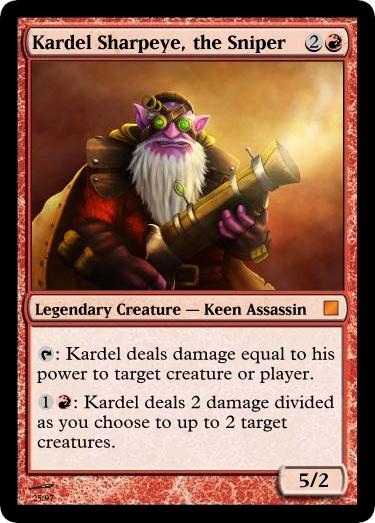 Kardel Sharpeye, the Sniper 2
Legendary Creature — Keen Assassin
: Kardel deals damage equal to his
power to target creature or player.
1 : Kardel deals 2 damage divided
as you choose to up to 2 target
creatures.
5/2